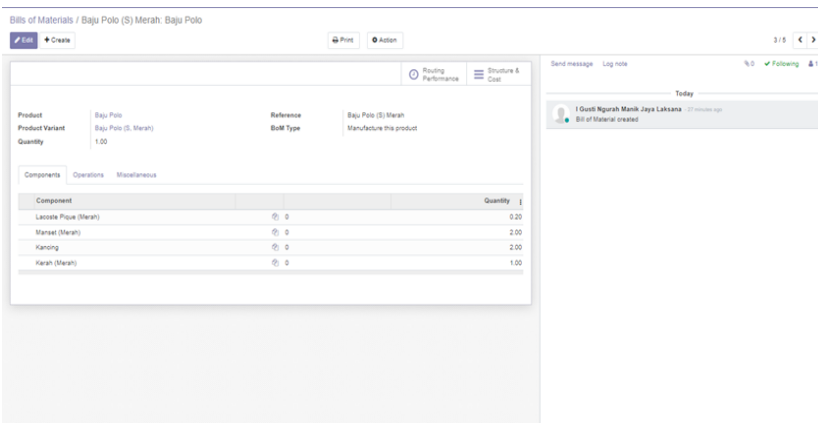 Bills of Materials / Baju Polo (S) Merah: Baju Polo
Edit + Create Print Action 3 / 5
Routing Performance Structure & Cost
Product Baju Polo Reference Baju Polo (S) Merah
Product Variant Baju Polo (S, Merah) BoM Type Manufacture this product
Quantity 1.00
Components Operations Miscellaneous
Component Quantity
Lacoste Pique (Merah) 0 0.20
Manset (Merah) 0 2.00
Kancing 0 2.00
Kerah (Merah) 0 1.00
Send message Log note 0 Following 1
Today
I Gusti Ngurah Manik Jaya Laksana - 27 minutes ago
Bill of Material created